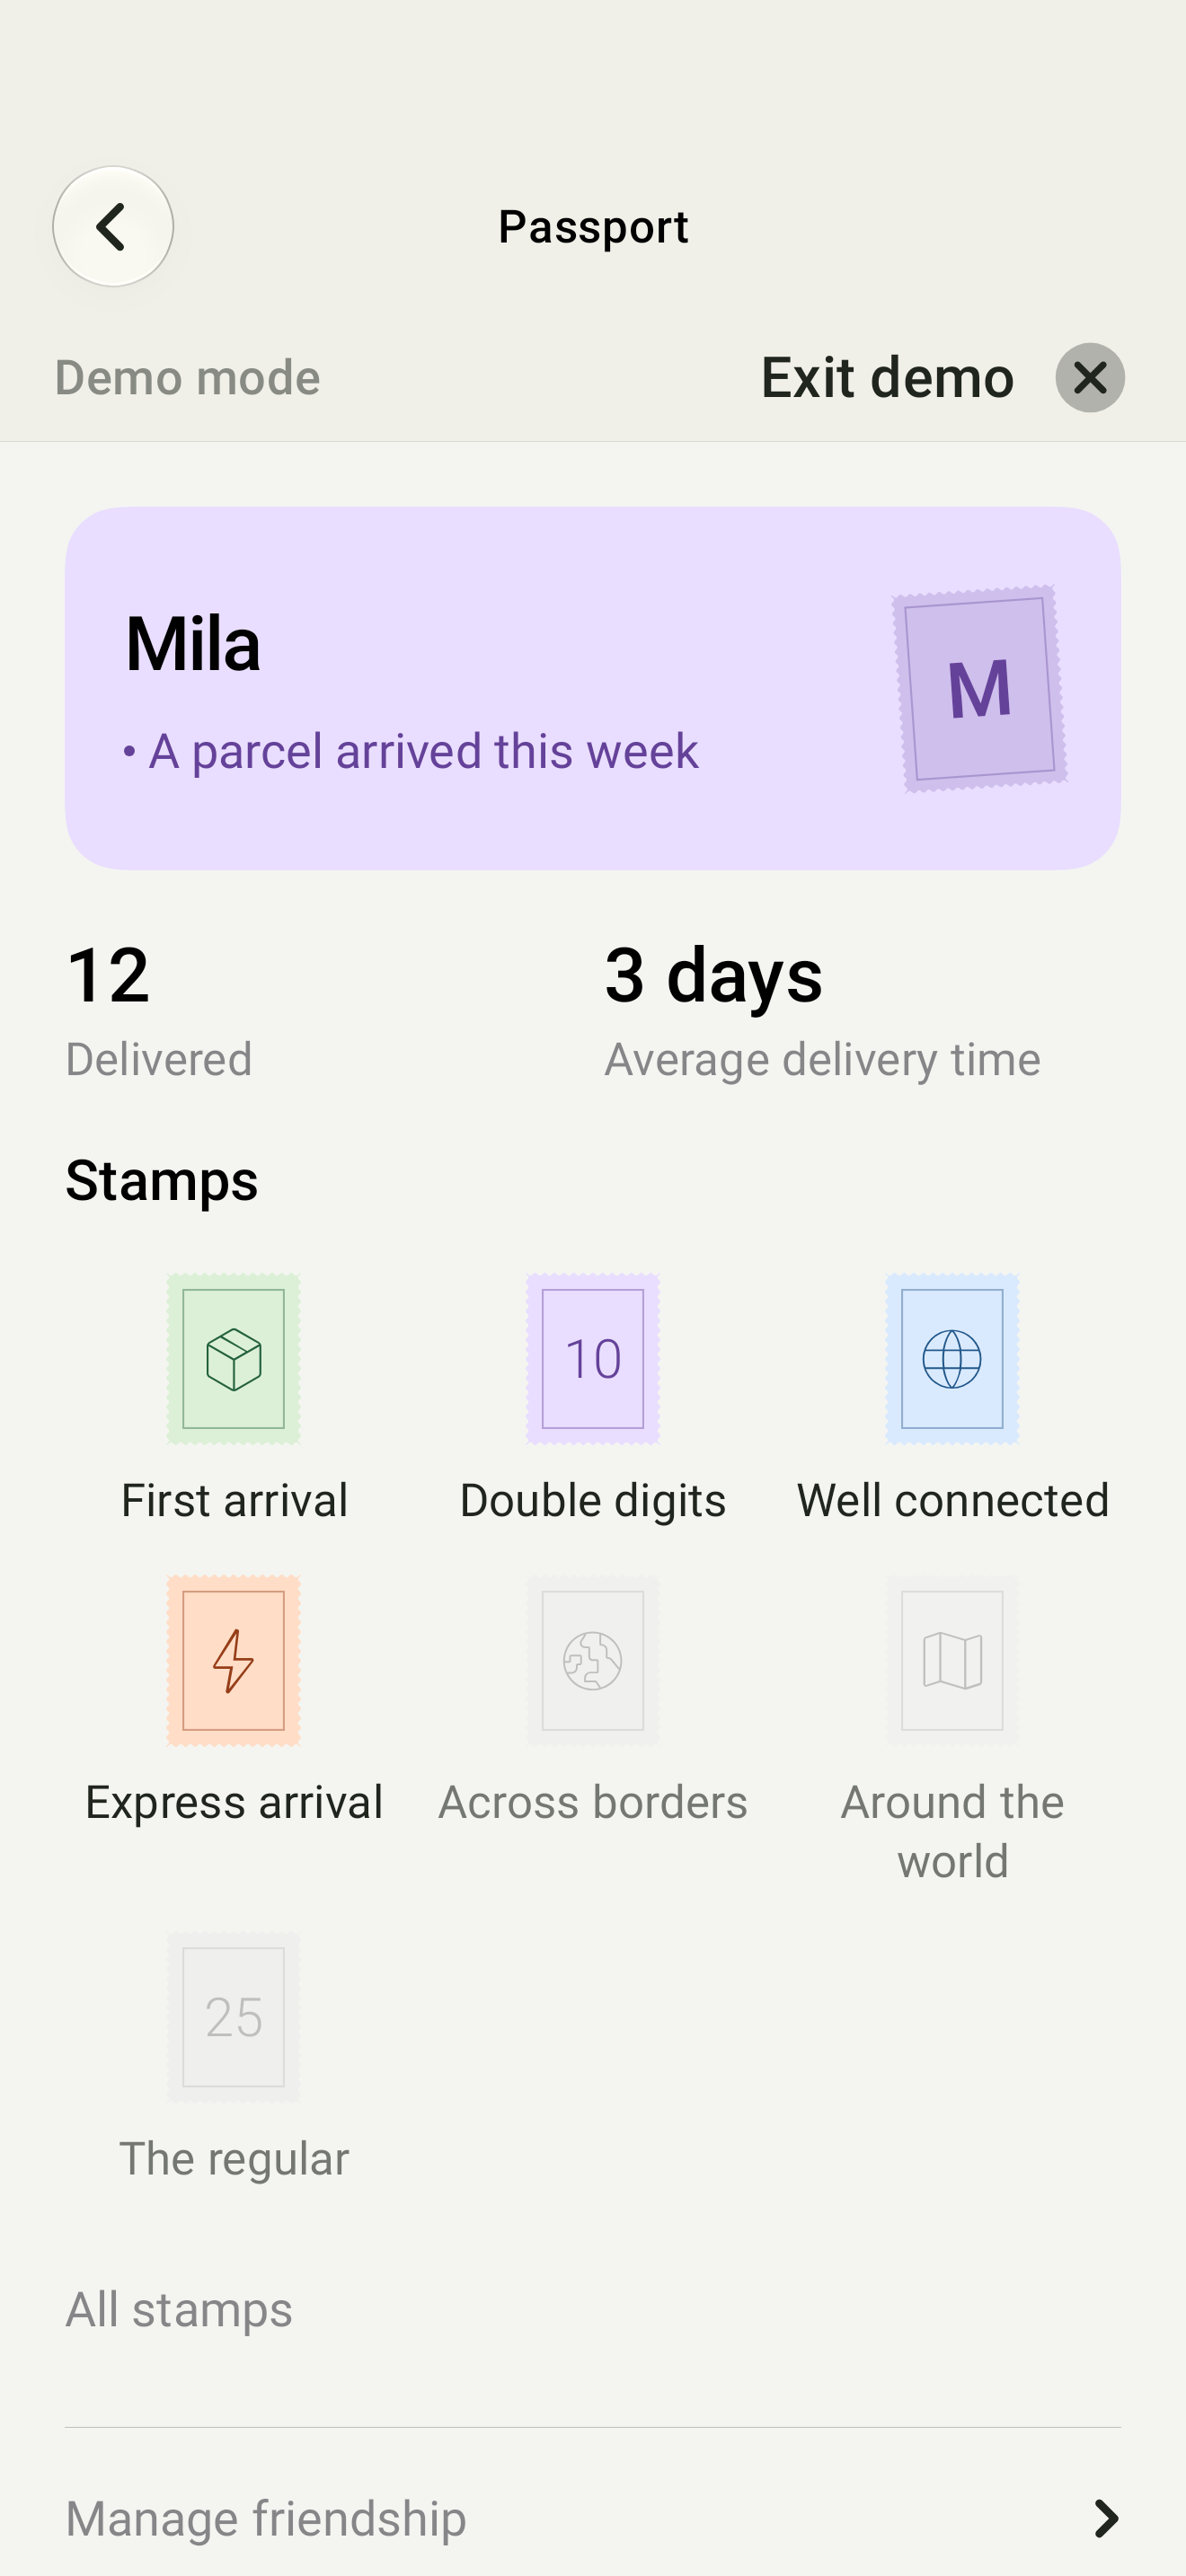 Passport
Demo mode
Exit demo
Mila
• A parcel arrived this week
M
12
3 days
Delivered
Average delivery time
Stamps
10
First arrival
Double digits
Well connected
Express arrival
Across borders
Around the
world
25
The regular
All stamps
Manage friendship